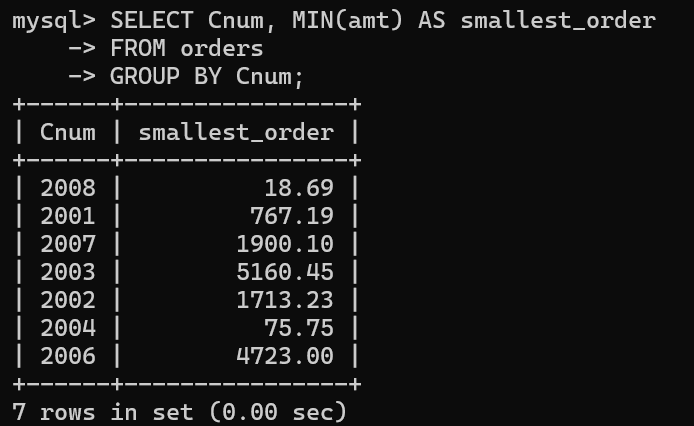 mysql> SELECT Cnum, MIN(amt) AS smallest_order
    -> FROM orders
    -> GROUP BY Cnum;
+------+----------------+
| Cnum | smallest_order |
+------+----------------+
| 2008 |          18.69 |
| 2001 |         767.19 |
| 2007 |        1900.10 |
| 2003 |        5160.45 |
| 2002 |        1713.23 |
| 2004 |          75.75 |
| 2006 |        4723.00 |
+------+----------------+
7 rows in set (0.00 sec)